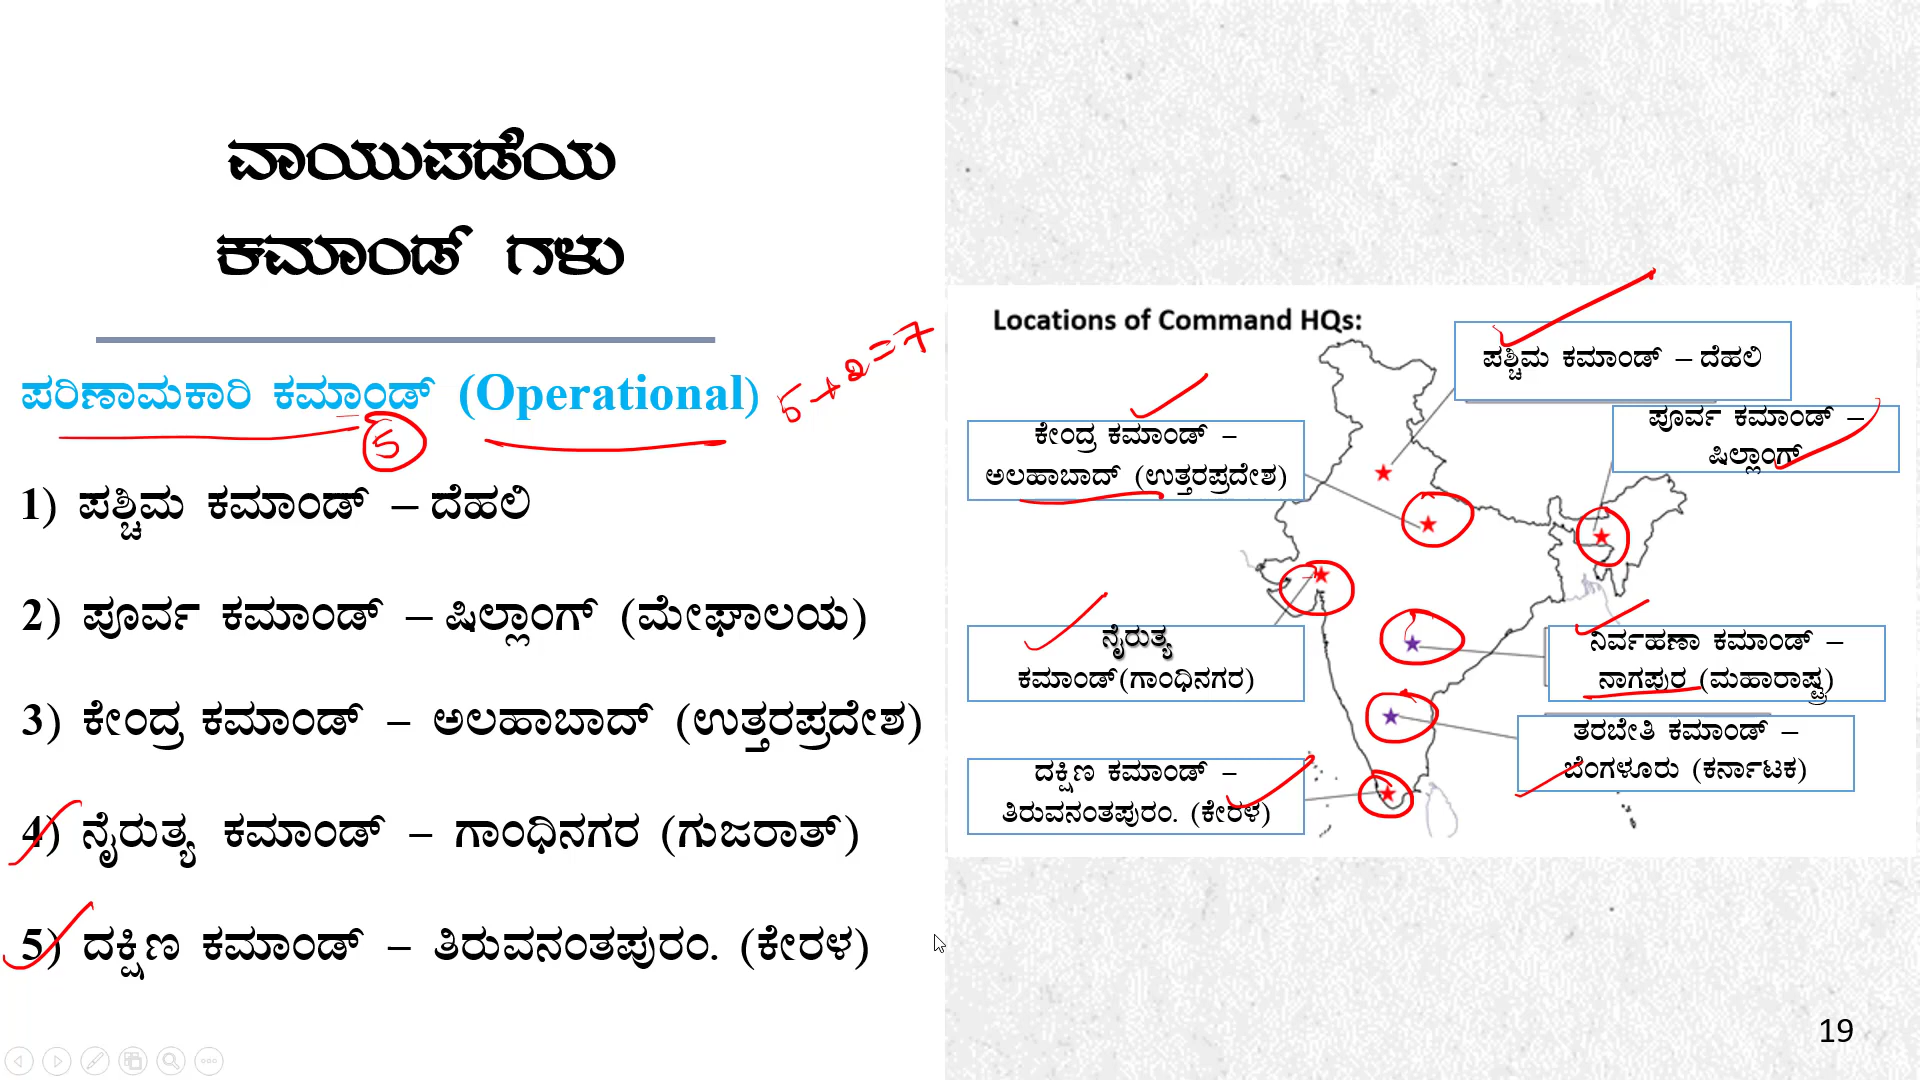 ವಾಯುಪಡೆಯ
ಕಮಾಂಡ್ ಗಳು
ಪರಿಣಾಮಕಾರಿ ಕಮಾಂಡ್ (Operational)
5
5+2=7
1) ಪಶ್ಚಿಮ ಕಮಾಂಡ್ – ದೆಹಲಿ
2) ಪೂರ್ವ ಕಮಾಂಡ್ – ಷಿಲ್ಲಾಂಗ್ (ಮೇಘಾಲಯ)
3) ಕೇಂದ್ರ ಕಮಾಂಡ್ – ಅಲಹಾಬಾದ್ (ಉತ್ತರಪ್ರದೇಶ)
4) ನೈರುತ್ಯ ಕಮಾಂಡ್ – ಗಾಂಧಿನಗರ (ಗುಜರಾತ್)
5) ದಕ್ಷಿಣ ಕಮಾಂಡ್ – ತಿರುವನಂತಪುರಂ. (ಕೇರಳ)
Locations of Command HQs:
ಪಶ್ಚಿಮ ಕಮಾಂಡ್ – ದೆಹಲಿ
ಪೂರ್ವ ಕಮಾಂಡ್ –
ಷಿಲ್ಲಾಂಗ್
ಕೇಂದ್ರ ಕಮಾಂಡ್ –
ಅಲಹಾಬಾದ್ (ಉತ್ತರಪ್ರದೇಶ)
ನೈರುತ್ಯ
ಕಮಾಂಡ್(ಗಾಂಧಿನಗರ)
ನಿರ್ವಹಣಾ ಕಮಾಂಡ್ –
ನಾಗಪುರ (ಮಹಾರಾಷ್ಟ್ರ)
ತರಬೇತಿ ಕಮಾಂಡ್ –
ಬೆಂಗಳೂರು (ಕರ್ನಾಟಕ)
ದಕ್ಷಿಣ ಕಮಾಂಡ್ –
ತಿರುವನಂತಪುರಂ. (ಕೇರಳ)
19